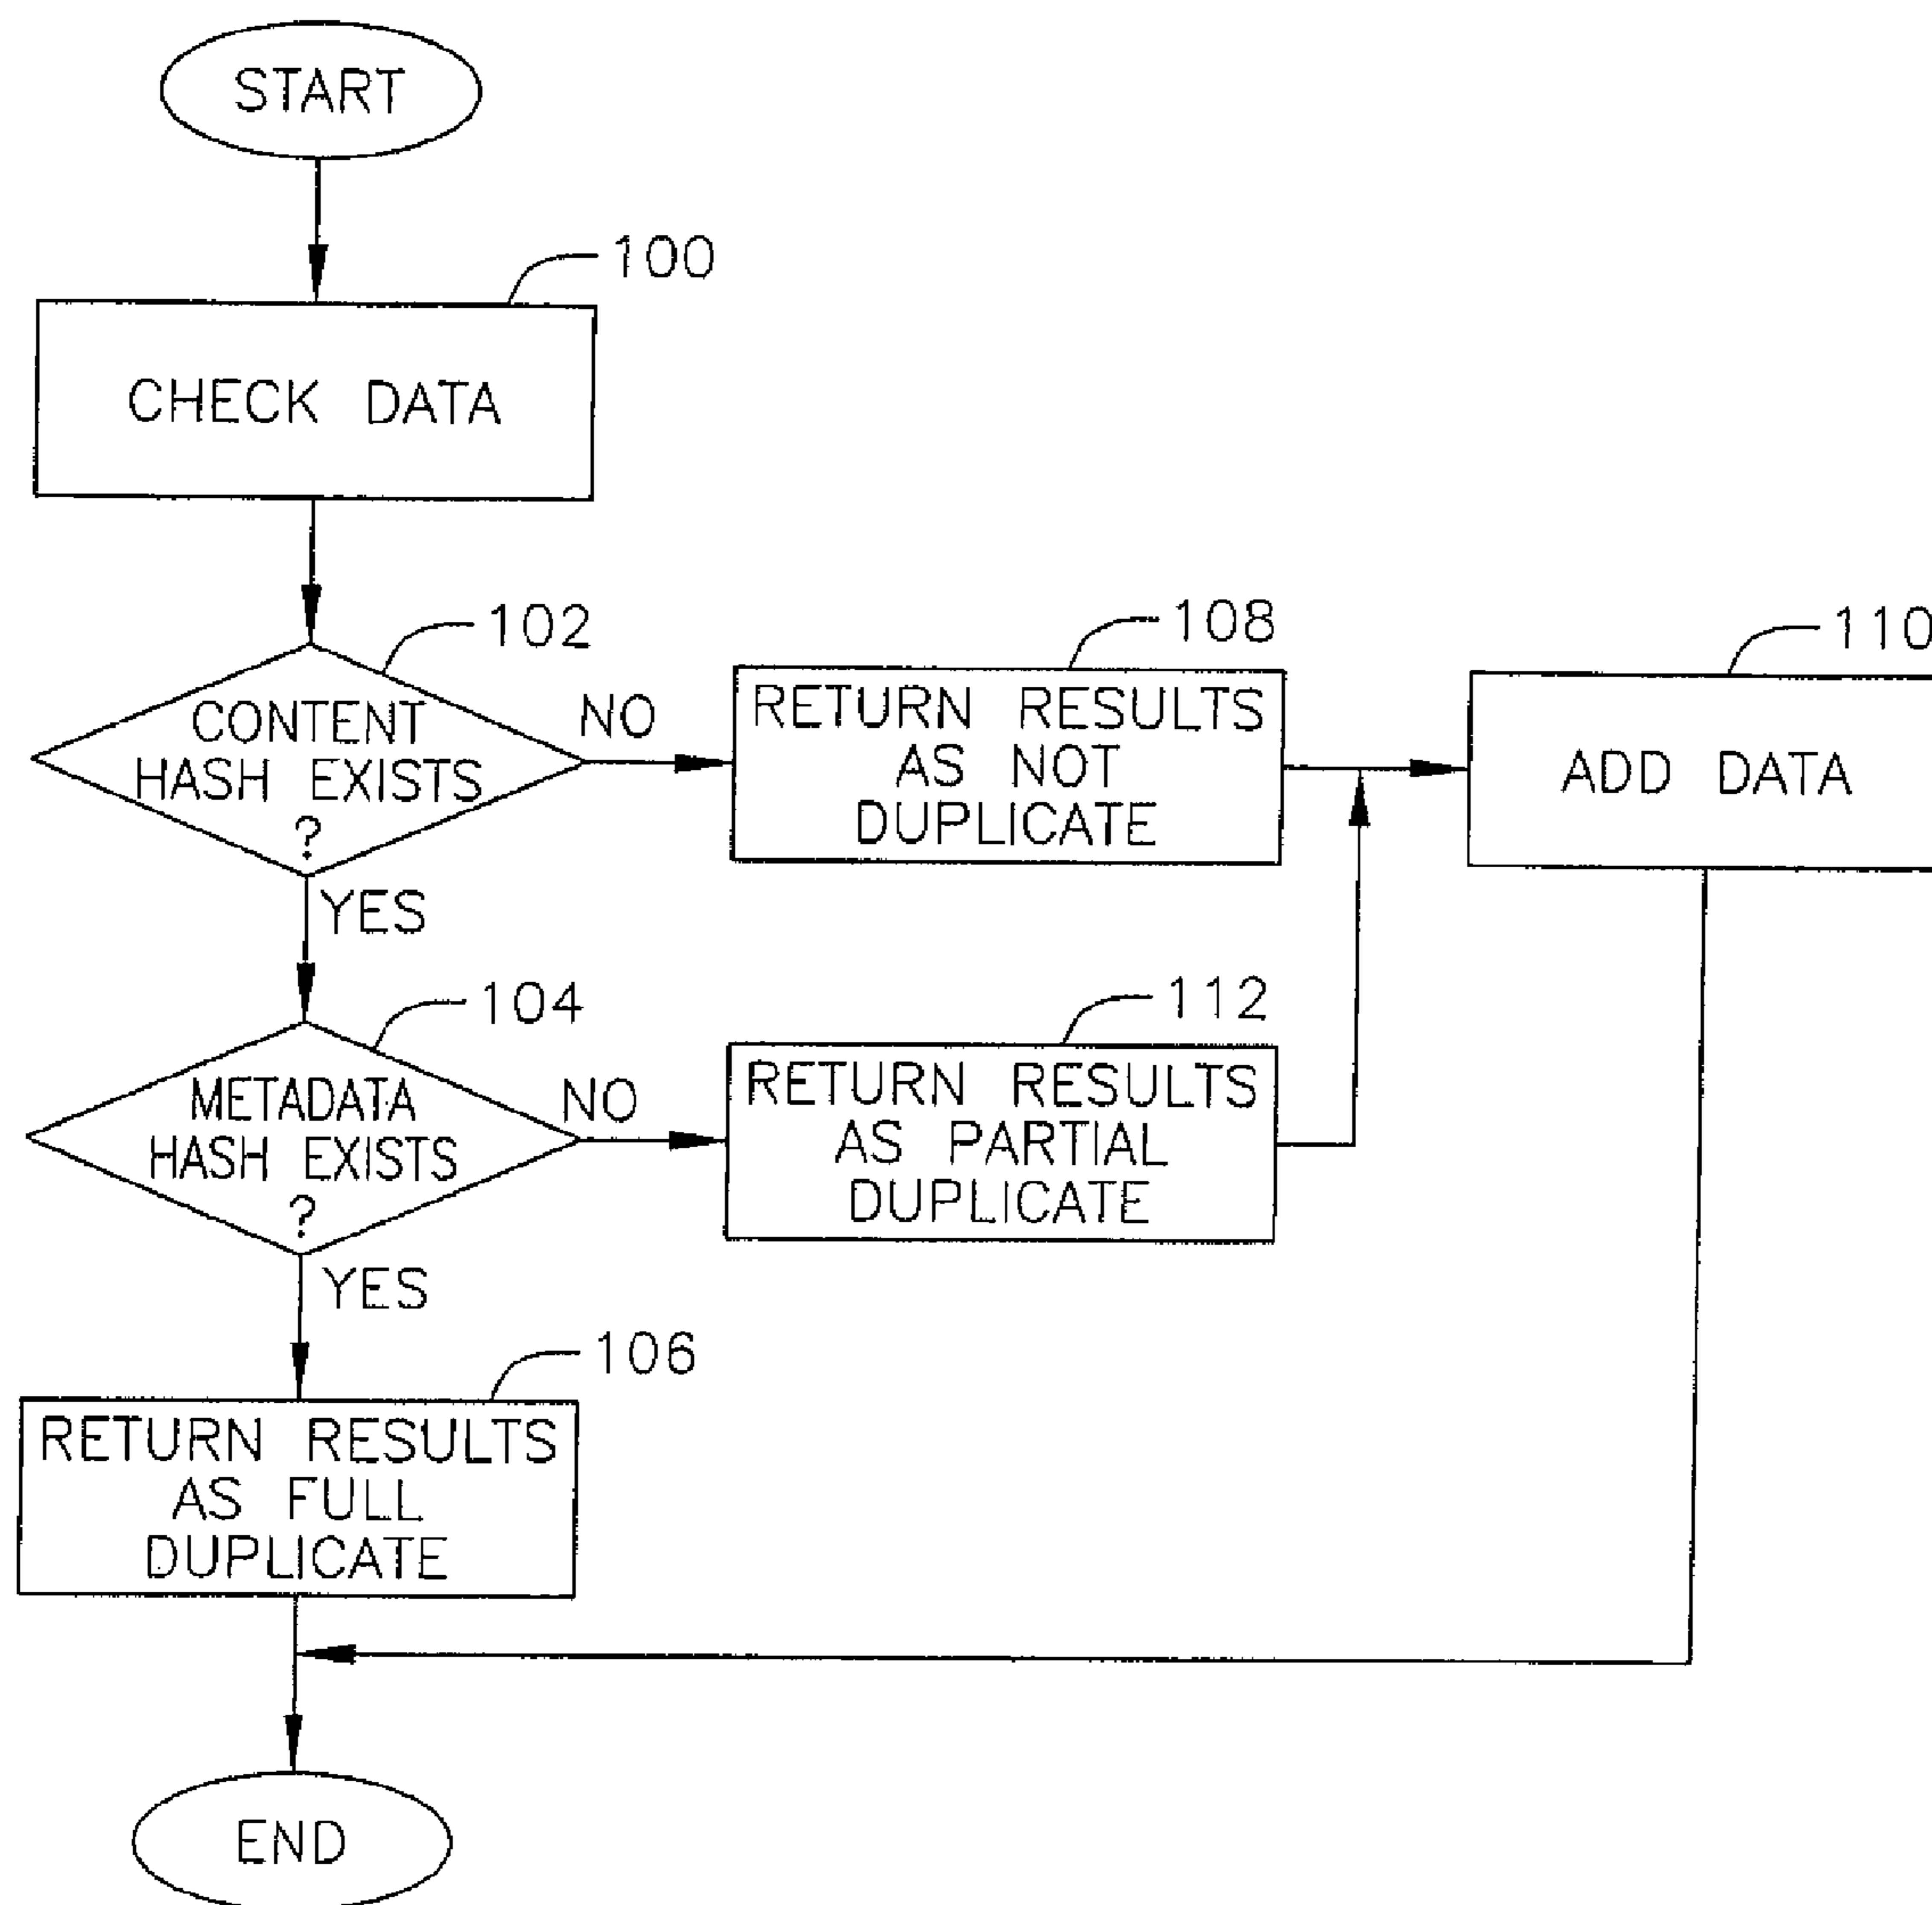 START
100
CHECK DATA
102
CONTENT
HASH EXISTS
?
NO
YES
108
RETURN RESULTS
AS NOT
DUPLICATE
110
ADD DATA
104
METADATA
HASH EXISTS
?
NO
YES
112
RETURN RESULTS
AS PARTIAL
DUPLICATE
106
RETURN RESULTS
AS FULL
DUPLICATE
END